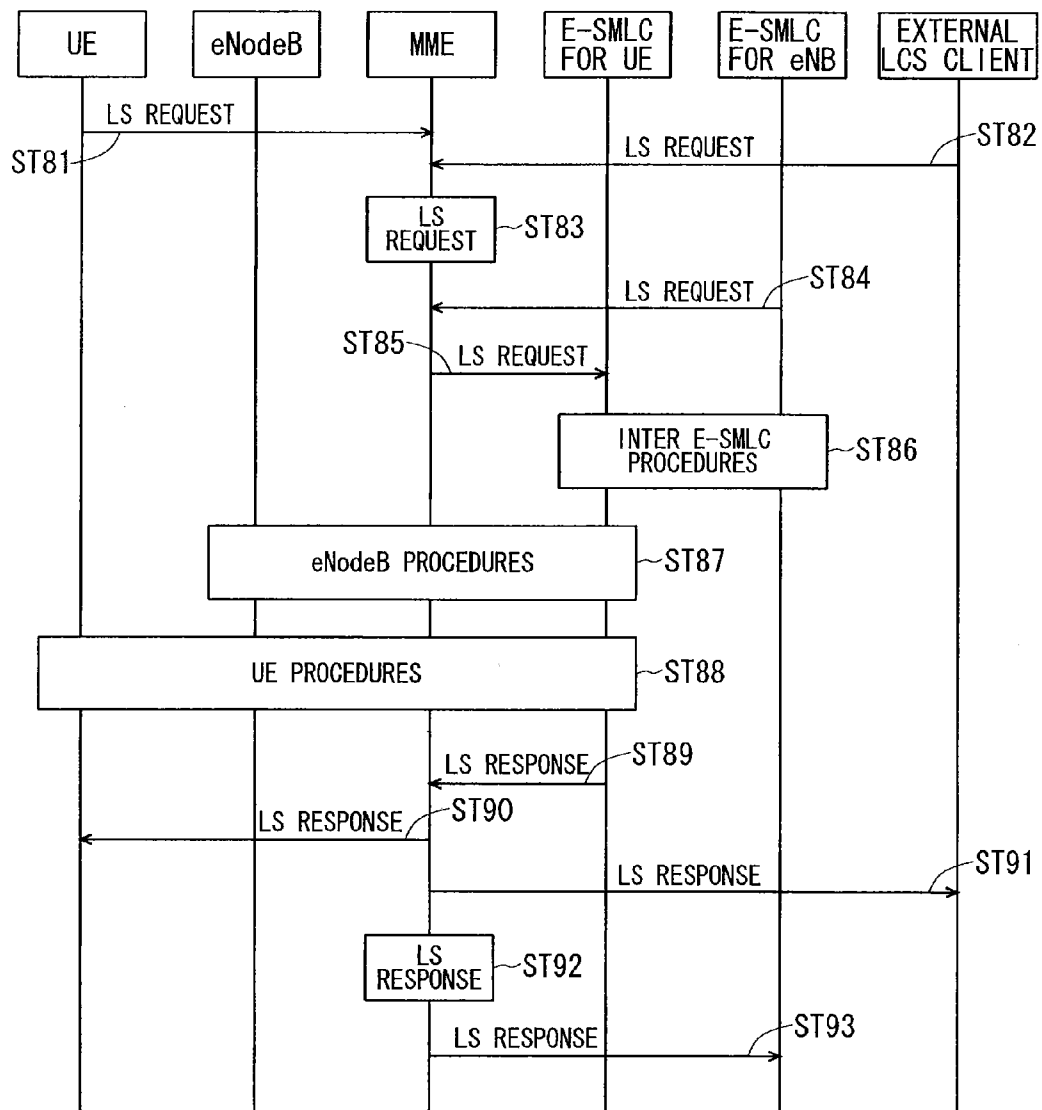 UE
eNodeB
MME
E-SMLC
FOR UE
E-SMLC
FOR eNB
EXTERNAL
LCS CLIENT
LS REQUEST
ST81
LS REQUEST
ST82
LS
REQUEST
ST83
LS REQUEST
ST84
ST85
LS REQUEST
INTER E-SMLC
PROCEDURES
ST86
eNodeB PROCEDURES
ST87
UE PROCEDURES
ST88
LS RESPONSE
ST89
LS RESPONSE
ST90
LS RESPONSE
ST91
LS
RESPONSE
ST92
LS RESPONSE
ST93